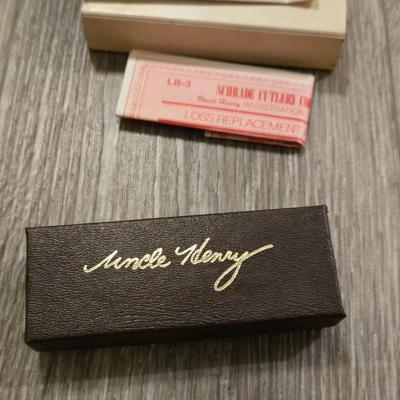 LB-3
SCHRADE CUTLERY
Uncle Henry REGISTRATION
LOSS REPLACEMENT
Uncle Henry